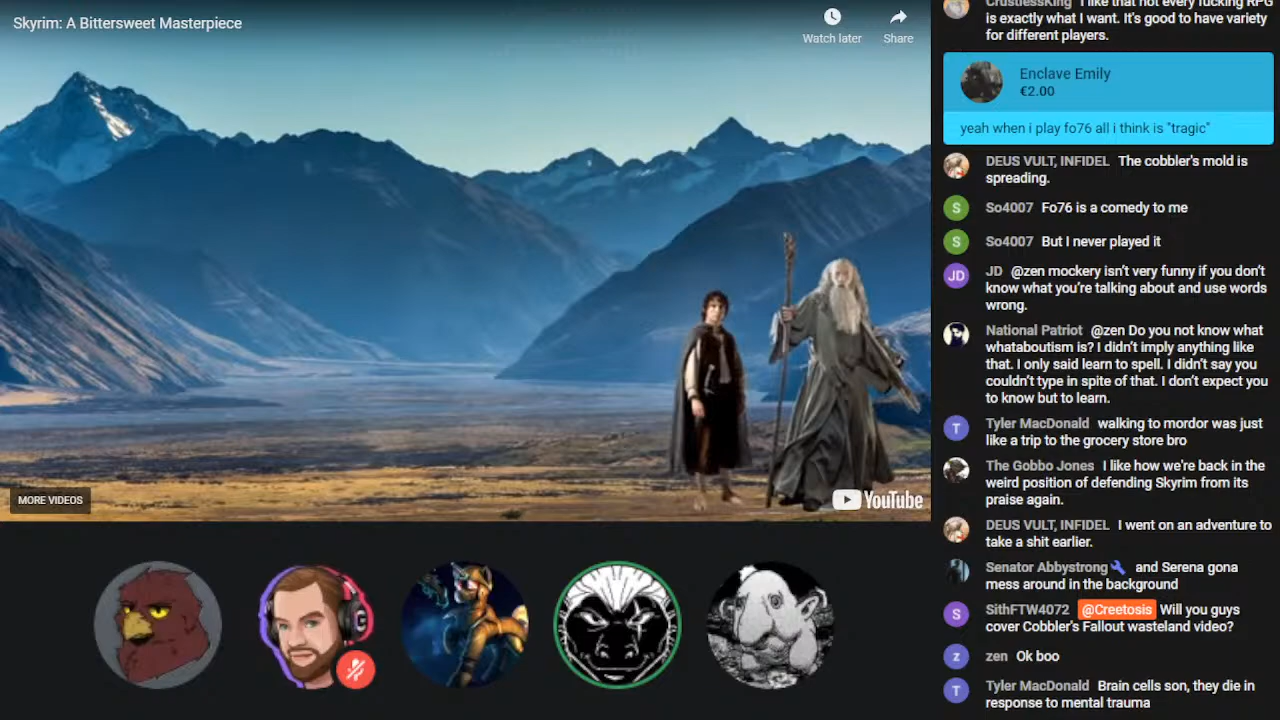 Skyrim: A Bittersweet Masterpiece
Watch later
Share
MORE VIDEOS
YouTube
CrustlessKing I like that not every fucking RPG
is exactly what I want. It's good to have variety
for different players.
Enclave Emily
€2.00
yeah when i play fo76 all i think is "tragic"
DEUS VULT, INFIDEL The cobbler's mold is
spreading.
S So4007 Fo76 is a comedy to me
S So4007 But I never played it
JD JD @zen mockery isn't very funny if you don't
know what you're talking about and use words
wrong.
National Patriot @zen Do you not know what
whataboutism is? I didn't imply anything like
that. I only said learn to spell. I didn't say you
couldn't type in spite of that. I don't expect you
to know but to learn.
T Tyler MacDonald walking to mordor was just
like a trip to the grocery store bro
The Gobbo Jones I like how we're back in the
weird position of defending Skyrim from its
praise again.
DEUS VULT, INFIDEL I went on an adventure to
take a shit earlier.
Senator Abbystrong and Serena gona
mess around in the background
S SithFTW4072 @Creetosis Will you guys
cover Cobbler's Fallout wasteland video?
z zen Ok boo
T Tyler MacDonald Brain cells son, they die in
response to mental trauma